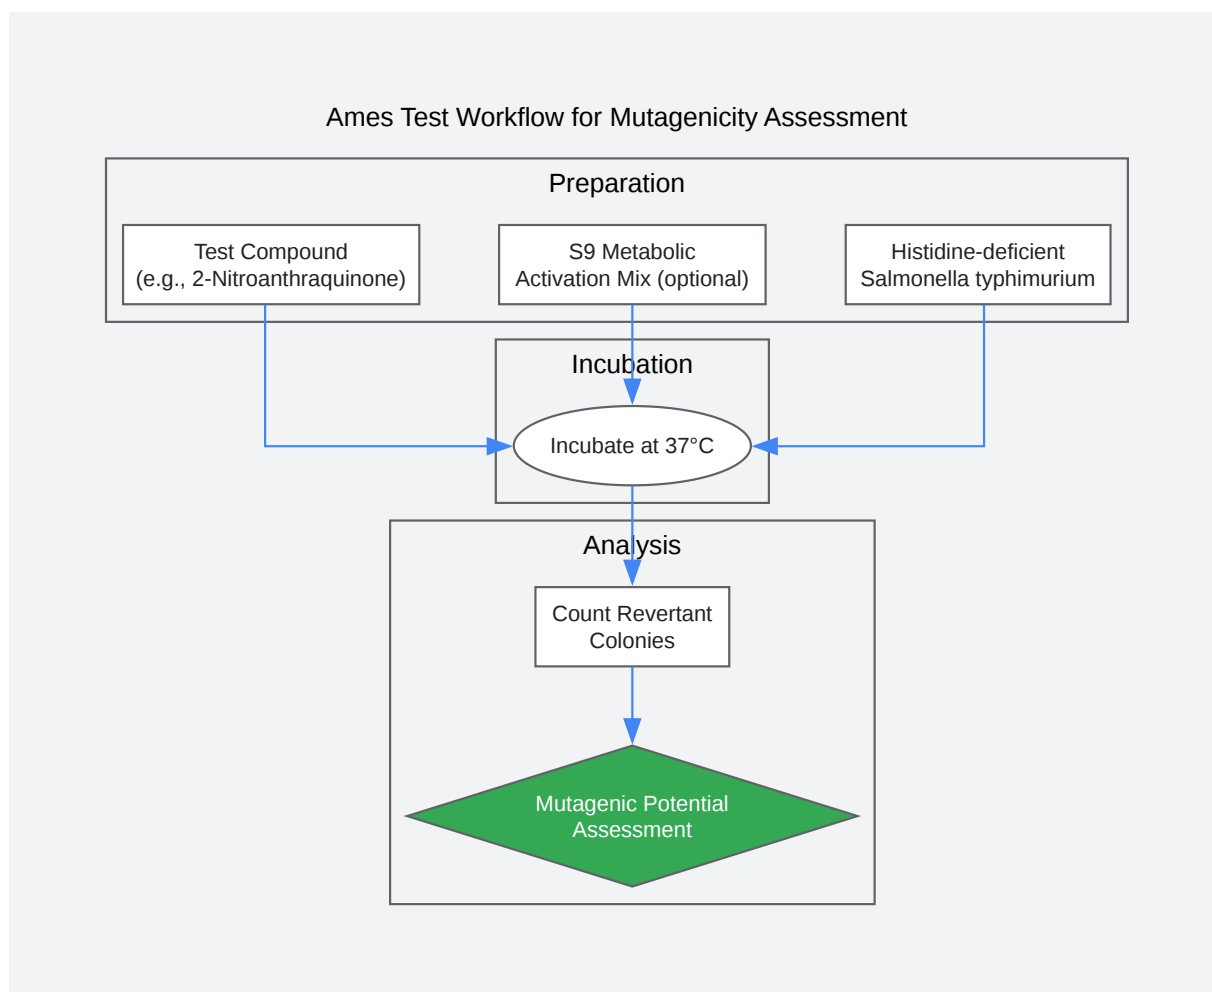 Ames Test Workflow for Mutagenicity Assessment
Preparation
Test Compound
(e.g., 2-Nitroanthraquinone)
S9 Metabolic
Activation Mix (optional)
Histidine-deficient
Salmonella typhimurium
Incubation
Incubate at 37°C
Analysis
Count Revertant
Colonies
Mutagenic Potential
Assessment